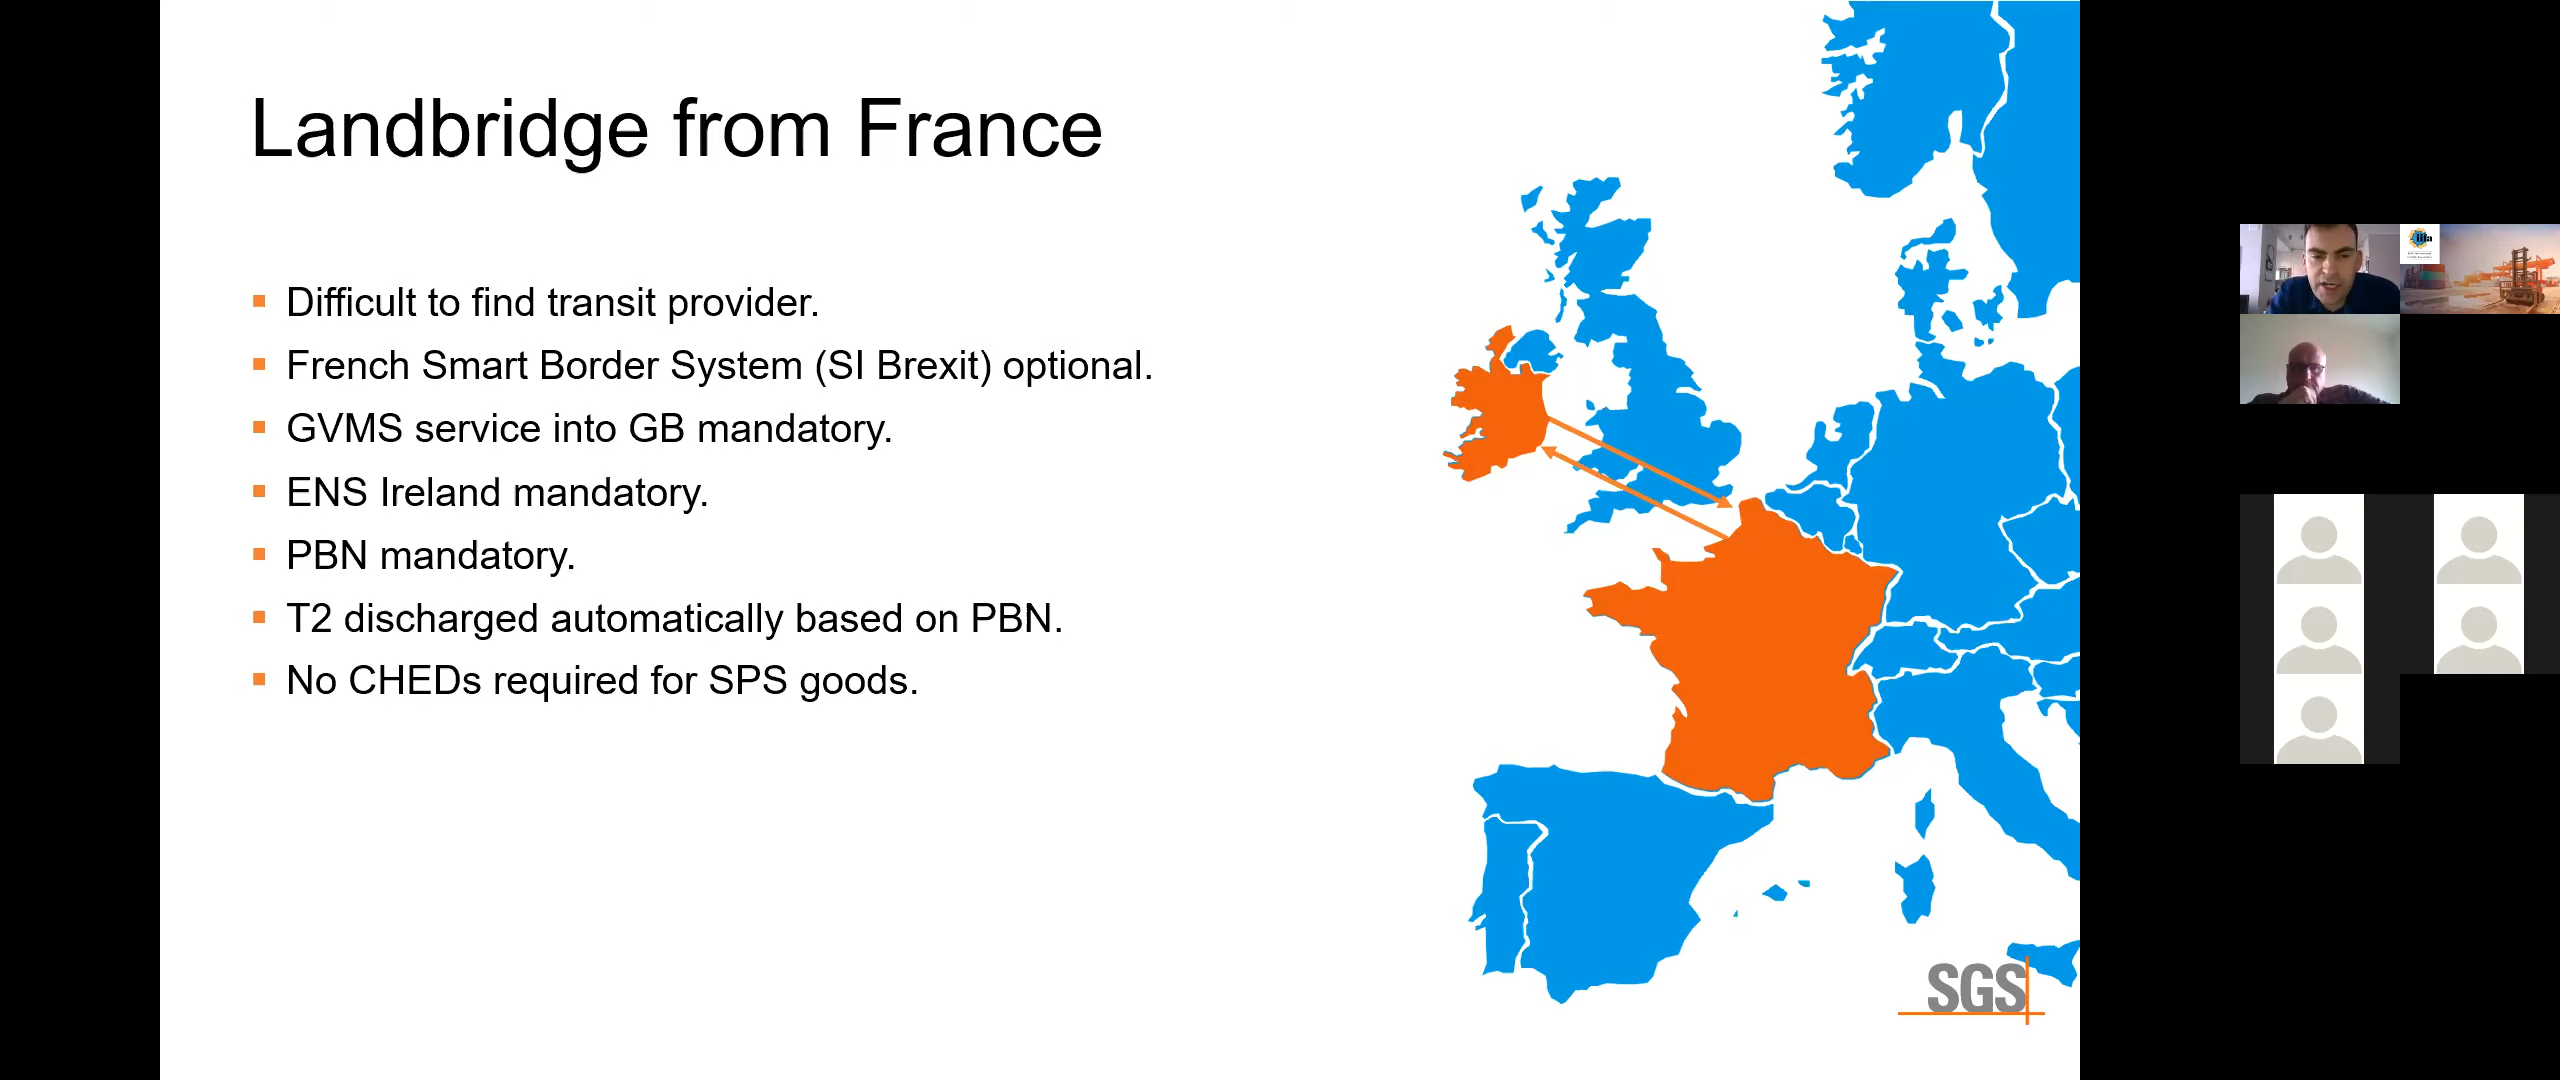 Landbridge from France
Difficult to find transit provider.
French Smart Border System (SI Brexit) optional.
GVMS service into GB mandatory.
ENS Ireland mandatory.
PBN mandatory.
T2 discharged automatically based on PBN.
No CHEDs required for SPS goods.
SGS